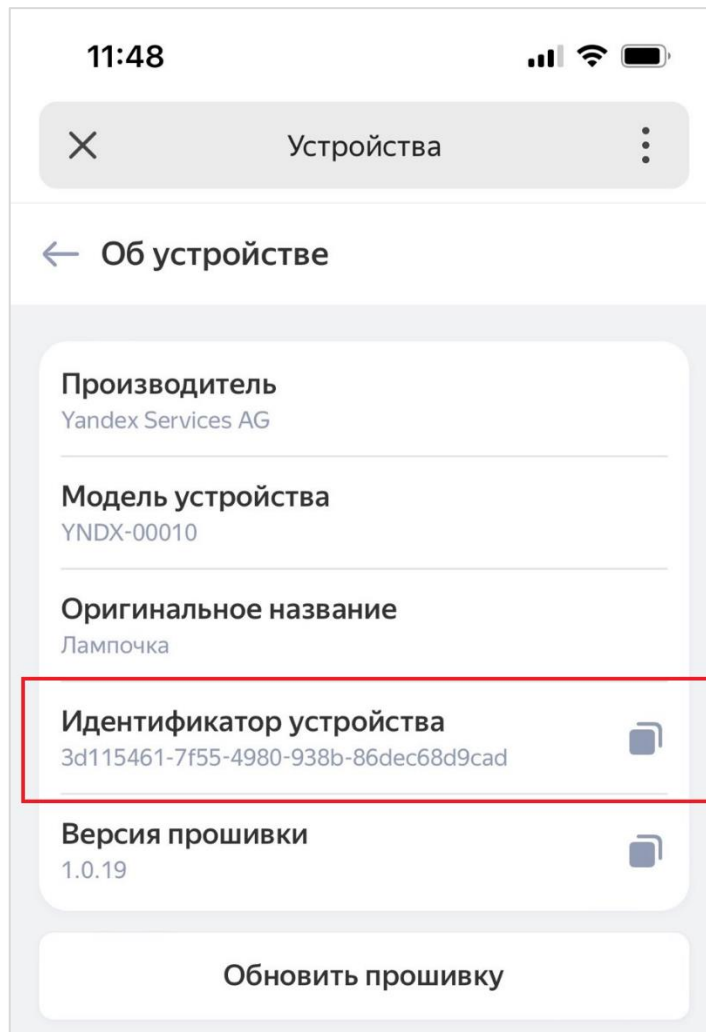 11:48
Устройства
Об устройстве
Производитель
Yandex Services AG
Модель устройства
YNDX-00010
Оригинальное название
Лампочка
Идентификатор устройства
3d115461-7f55-4980-938b-86dec68d9cad
Версия прошивки
1.0.19
Обновить прошивку